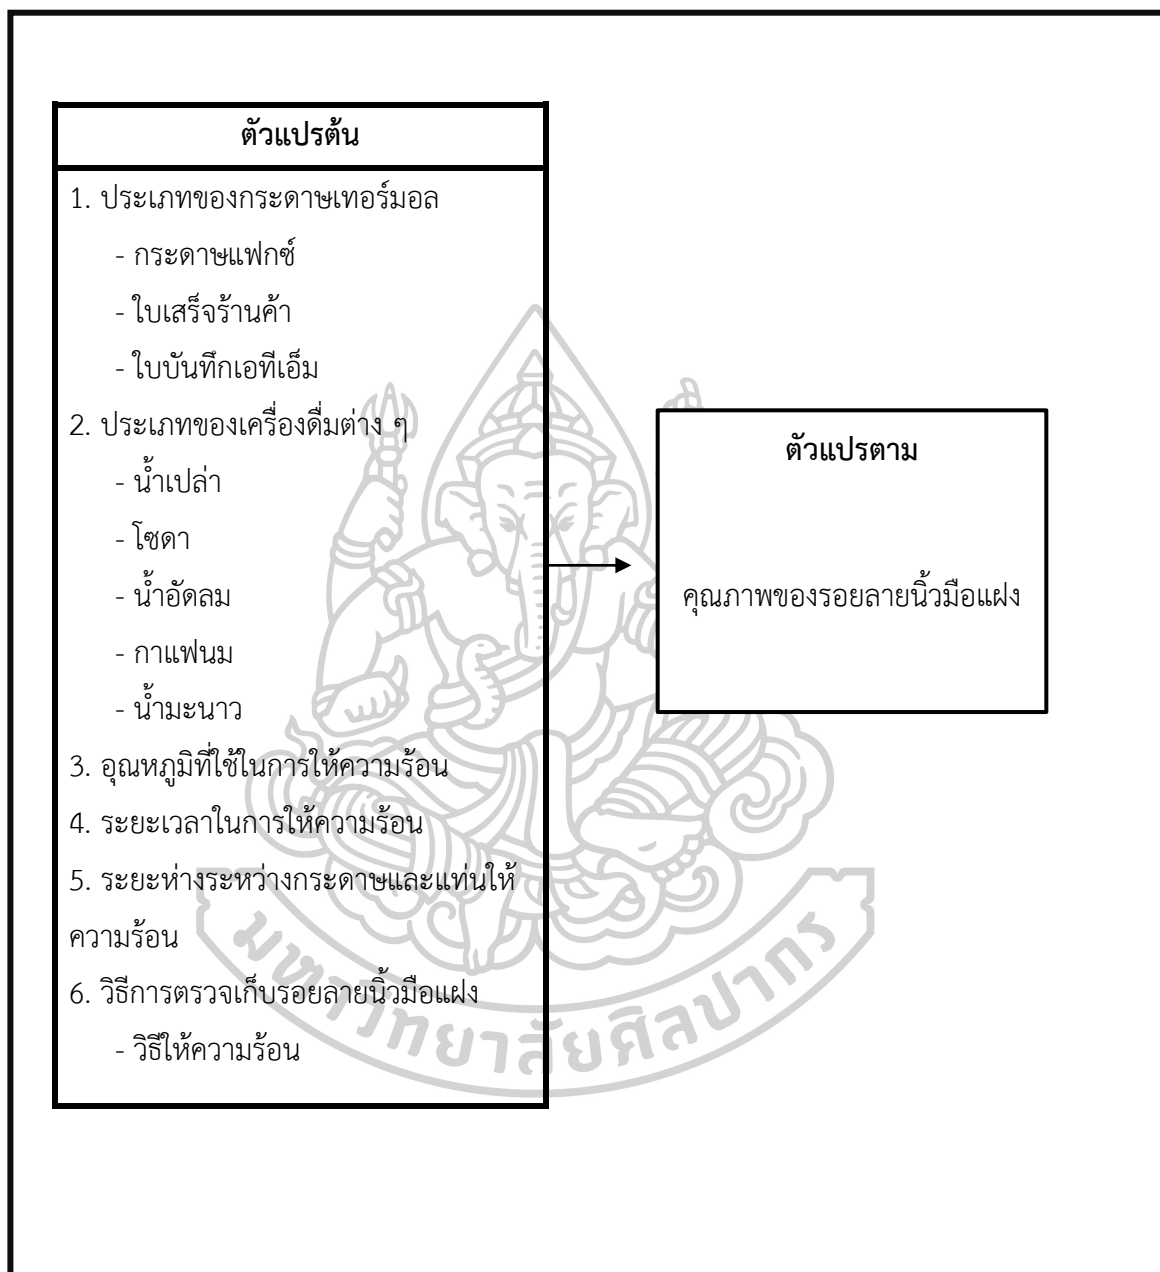 ตัวแปรต้น
1. ประเภทของกระดาษเทอร์มอล
- กระดาษแฟกซ์
- ใบเสร็จร้านค้า
- ใบบันทึกเอทีเอ็ม
2. ประเภทของเครื่องดื่มต่าง ๆ
- น้ำเปล่า
- โซดา
- น้ำอัดลม
- กาแฟนม
- น้ำมะนาว
3. อุณหภูมิที่ใช้ในการให้ความร้อน
4. ระยะเวลาในการให้ความร้อน
5. ระยะห่างระหว่างกระดาษและแท่นให้
ความร้อน
6. วิธีการตรวจเก็บรอยลายนิ้วมือแฝง
- วิธีให้ความร้อน
ตัวแปรตาม
คุณภาพของรอยลายนิ้วมือแฝง
มหาวิทยาลัยศิลปากร